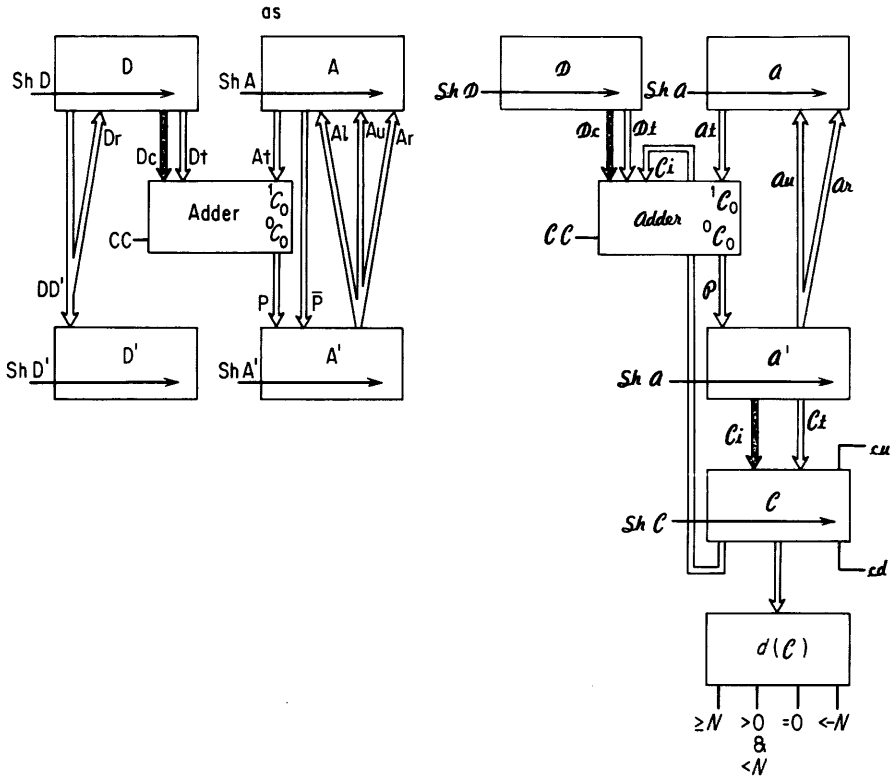 as
D A 𝒟 𝒶
Sh D Sh A Sh 𝒟 Sh 𝒶
Dr Dc Dt At Al Au Ar 𝒟c 𝒟t 𝒞i 𝒶t 𝒶u 𝒶r
Adder ¹C₀ Adder ¹C₀
⁰C₀ ⁰C₀
CC 𝒞𝒞
DD' P P̅ 𝒫
D' A' 𝒶'
Sh D' Sh A' Sh 𝒶
𝒞i 𝒞t
cu
𝒞
Sh 𝒞
cd
d(𝒞)
≥N >0 =0 <-N
&
<N